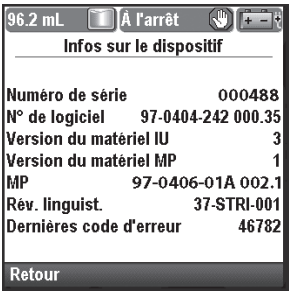 96.2 mL À l'arrêt
Infos sur le dispositif
Numéro de série 000488
N° de logiciel 97-0404-242 000.35
Version du matériel IU 3
Version du matériel MP 1
MP 97-0406-01A 002.1
Rév. linguist. 37-STRI-001
Dernières code d'erreur 46782
Retour